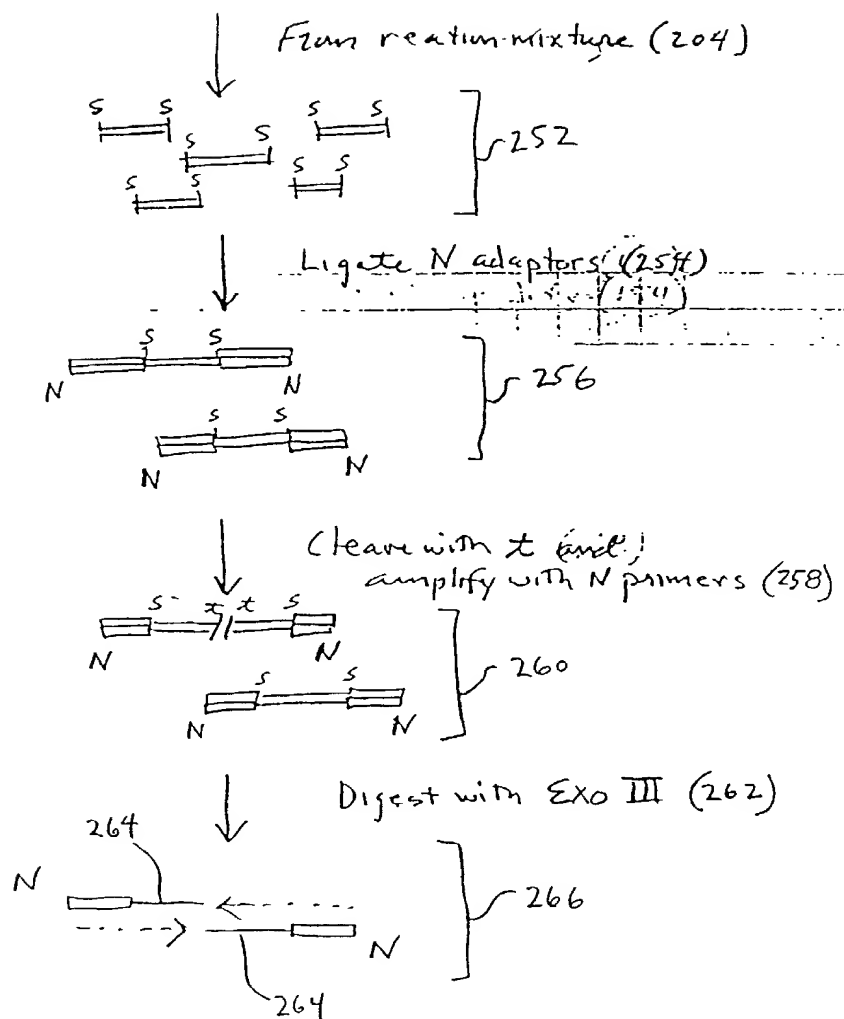 From reation mixture (204)
s s s s
s s
s s s s
252
Ligate N adaptors (254)
s s
N N
256
s s
N N
Cleave with t
amplify with N primers (258)
s t t s
N N
260
s s
N N
Digest with Exo III (262)
264
N
266
N
264